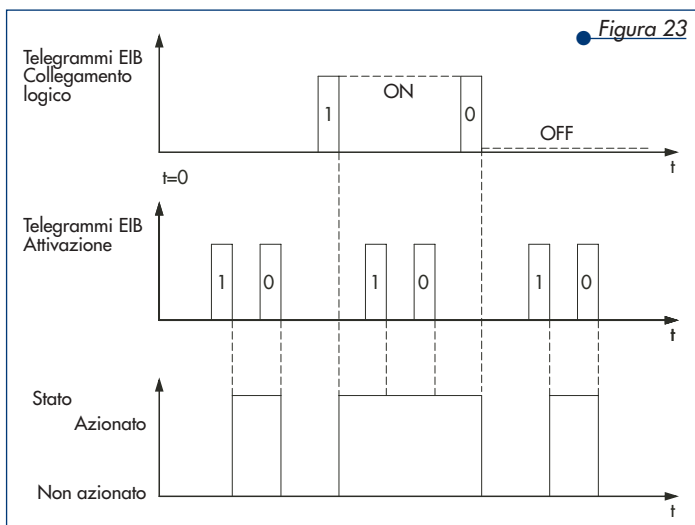 Figura 23
Telegrammi EIB
Collegamento
logico
1
ON
0
OFF
t
t=0
Telegrammi EIB
Attivazione
1
0
1
0
1
0
t
Stato
Azionato
Non azionato
t